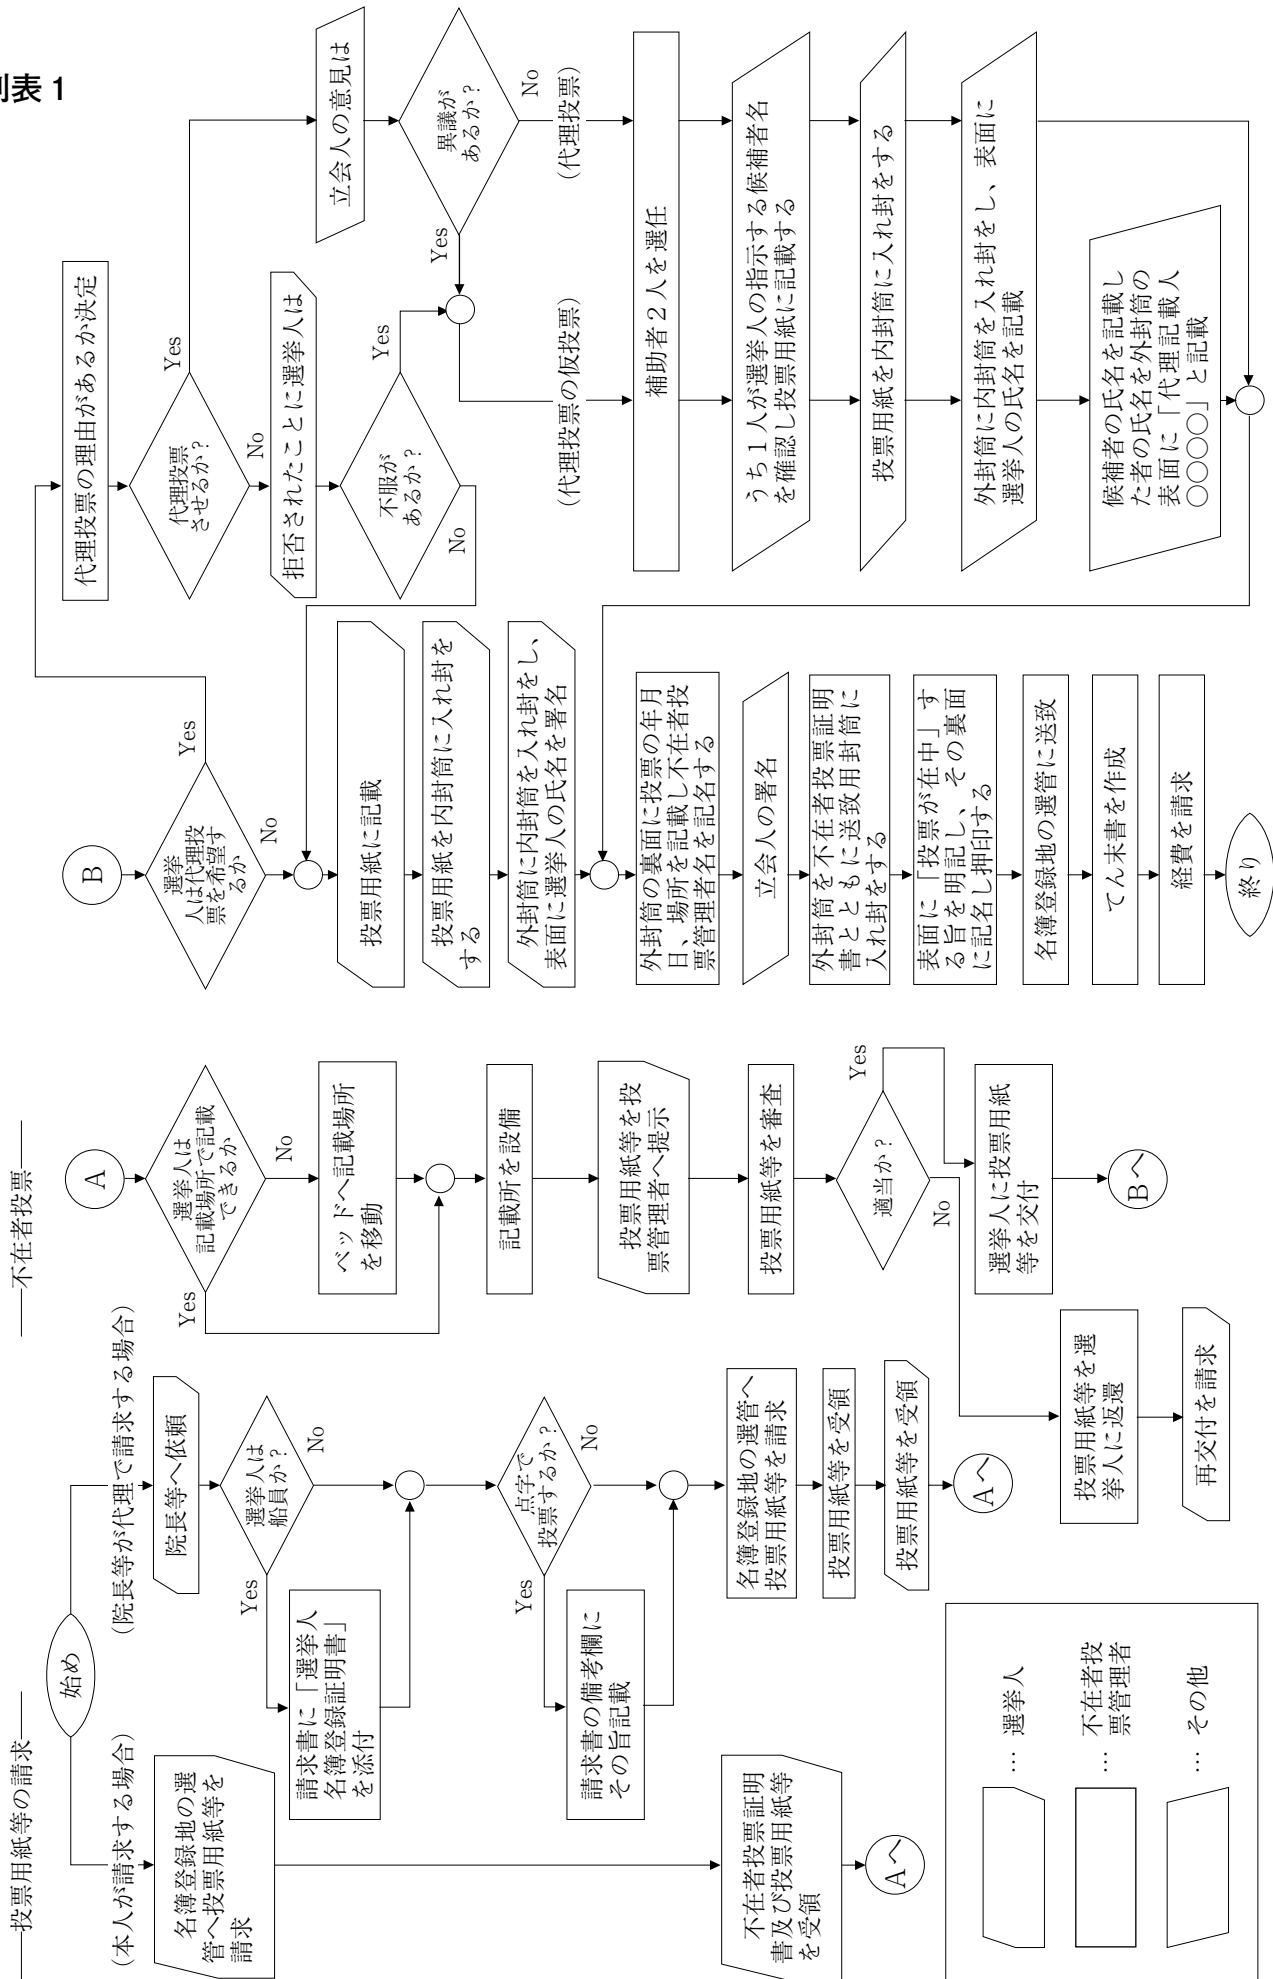 別表1
投票用紙等の請求
始め
(本人が請求する場合)
名簿登録地の選
管へ投票用紙等を
請求
不在者投票証明
書及び投票用紙等
を受領
Aへ
(院長等が代理で請求する場合)
院長等へ依頼
選挙人は
船員か?
Yes
No
請求書に「選挙人
名簿登録証明書」
を添付
点字で
投票するか?
Yes
No
請求書の備考欄に
その旨記載
名簿登録地の選管へ
投票用紙等を請求
投票用紙等を受領
投票用紙等を受領
Aへ
… 選挙人
… 不在者投
票管理者
… その他
不在者投票
A
選挙人は
記載場所で記載
できるか
Yes
No
ベッドへ記載場所
を移動
記載所を設備
投票用紙等を投
票管理者へ提示
投票用紙等を審査
適当か?
Yes
No
選挙人に投票用紙
等を交付
Bへ
投票用紙等を選
挙人に返還
再交付を請求
B
選挙
人は代理投
票を希望す
るか
Yes
No
投票用紙に記載
投票用紙を内封筒に入れ封を
する
外封筒に内封筒を入れ封をし、
表面に選挙人の氏名を署名
外封筒の裏面に投票の年月
日、場所を記載し不在者投
票管理者名を記名する
立会人の署名
外封筒を不在者投票証明
書とともに送致用封筒に
入れ封をする
表面に「投票が在中」す
る旨を明記し、その裏面
に記名し押印する
名簿登録地の選管に送致
てん末書を作成
経費を請求
終り
代理投票の理由があるか決定
代理投票
させるか?
Yes
No
拒否されたことに選挙人は
不服が
あるか?
Yes
No
立会人の意見は
異議が
あるか?
Yes
No
(代理投票の仮投票)
(代理投票)
補助者2人を選任
うち1人が選挙人の指示する候補者名
を確認し投票用紙に記載する
投票用紙を内封筒に入れ封をする
外封筒に内封筒を入れ封をし、表面に
選挙人の氏名を記載
候補者の氏名を記載し
た者の氏名を外封筒の
表面に「代理記載人
○○○○」と記載